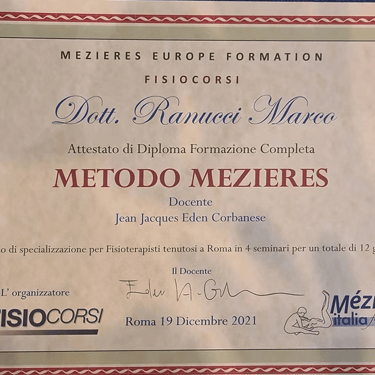 MEZIERES EUROPE FORMATION
FISIOCORSI
Dott. Ranucci Marco
Attestato di Diploma Formazione Completa
METODO MEZIERES
Docente
Jean Jacques Eden Corbanese
o di specializzazione per Fisioterapisti tenutosi a Roma in 4 seminari per un totale di 12 g
Il Docente
L' organizzatore
FISIOCORSI
Roma 19 Dicembre 2021
Mézi
italia